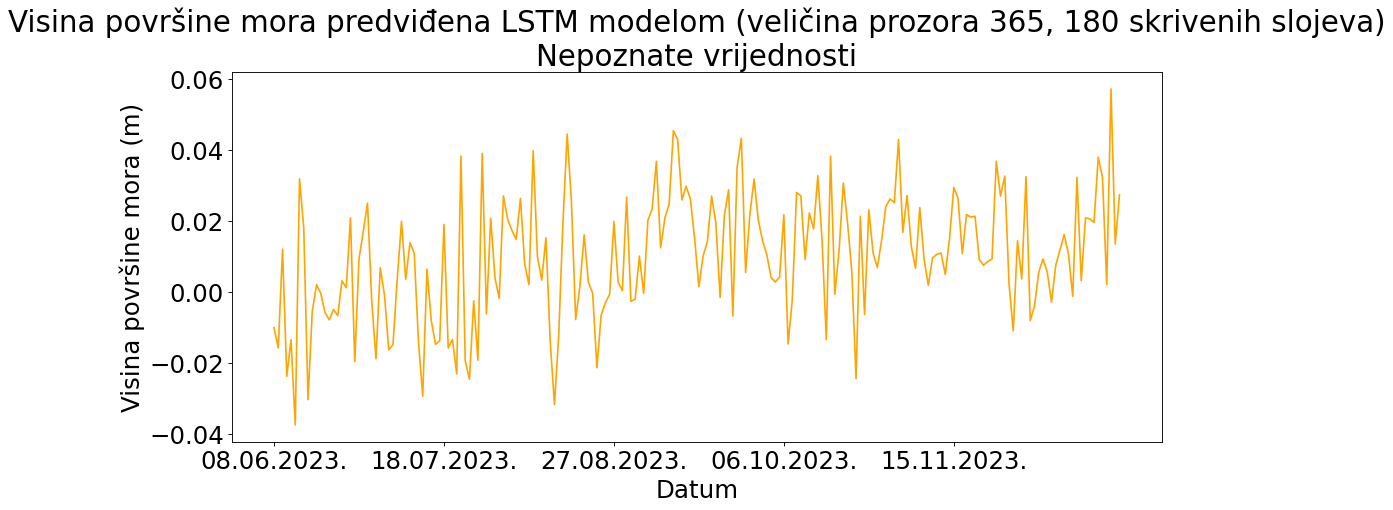 Visina površine mora predviđena LSTM modelom (veličina prozora 365, 180 skrivenih slojeva)
Nepoznate vrijednosti
Visina površine mora (m)
0.06
0.04
0.02
0.00
−0.02
−0.04
08.06.2023. 18.07.2023. 27.08.2023. 06.10.2023. 15.11.2023.
Datum